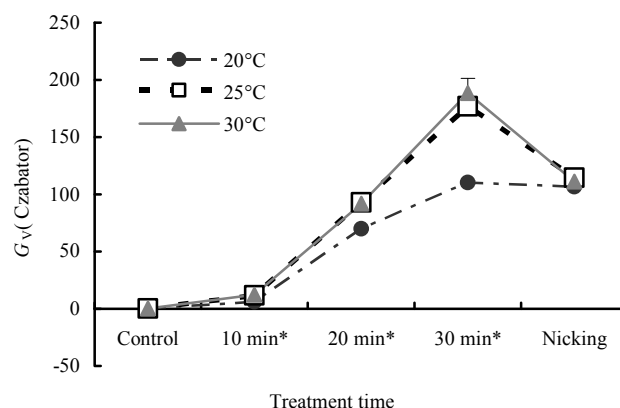 250
200
150
100
50
0
-50
G V( Czabator)
20°C
25°C
30°C
Control 10 min* 20 min* 30 min* Nicking
Treatment time